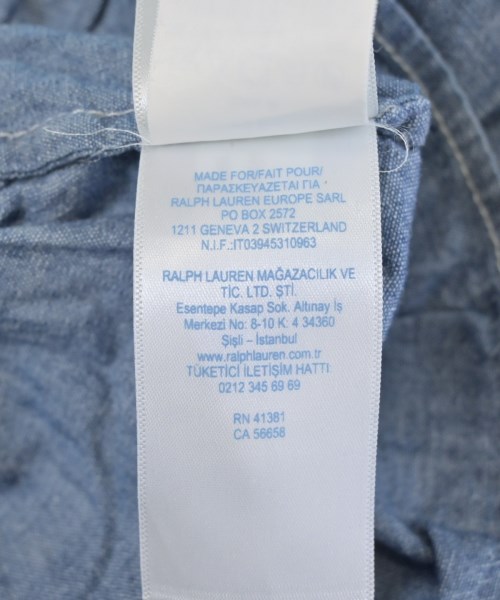 MADE FOR/FAIT POUR/
ΠΑΡΑΣΚΕΥΑΖΕΤΑΙ ΓΙΑ
RALPH LAUREN EUROPE SARL
PO BOX 2572
1211 GENEVA 2 SWITZERLAND
N.I.F.:IT03945310963
RALPH LAUREN MAĞAZACILIK VE
TİC. LTD. ŞTİ.
Esentepe Kasap Sok. Altınay İş
Merkezi No: 8-10 K: 4 34360
Şişli – İstanbul
www.ralphlauren.com.tr
TÜKETİCİ İLETİŞİM HATTI:
0212 345 69 69
RN 41381
CA 56658